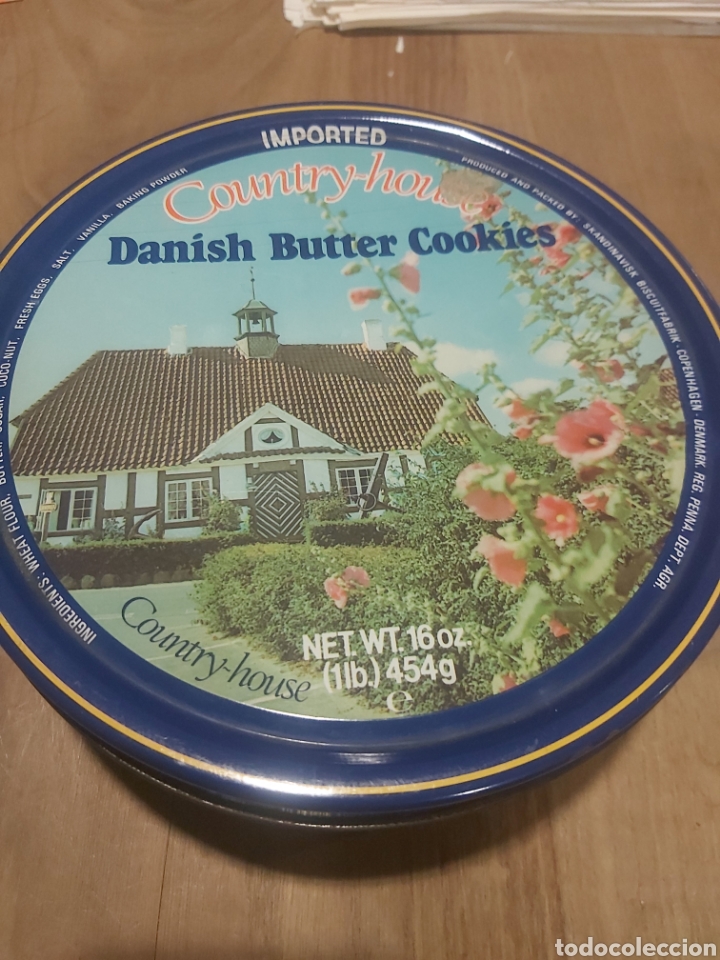 IMPORTED
Country-house
Danish Butter Cookies
INGREDIENTS: WHEAT FLOUR, BUTTER, SUGAR, COCO-NUT, FRESH EGGS, SALT, VANILLA, BAKING POWDER
PRODUCED AND PACKED BY: SKANDINAVISK BISCUITFABRIK · COPENHAGEN · DENMARK. REG. PENNA. DEPT. AGR.
Country-house
NET. WT. 16 oz.
(1 lb.) 454g
e
todocoleccion